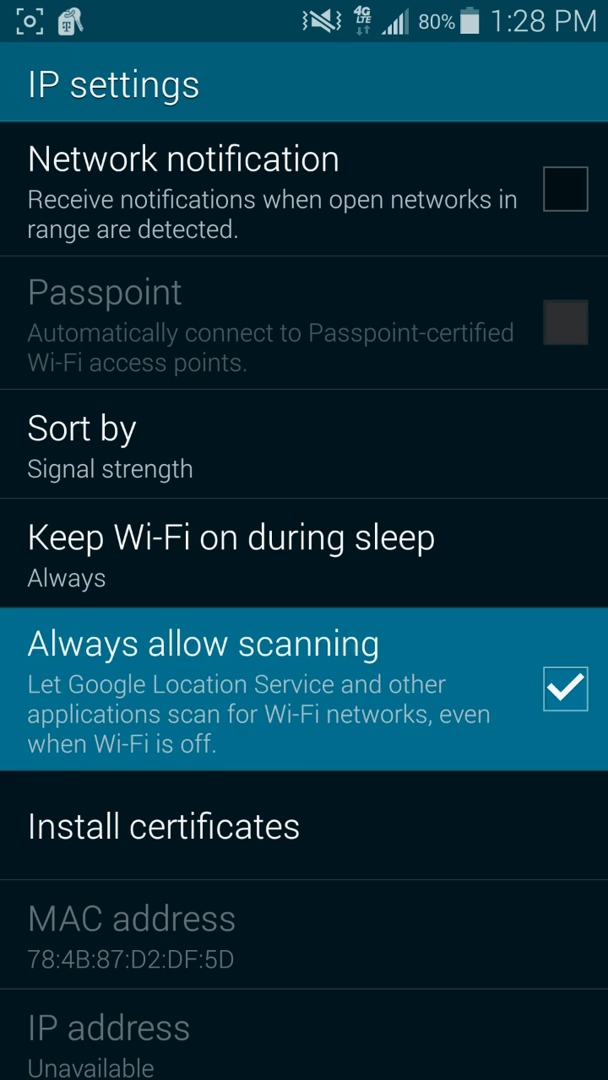 4G
LTE
80%
1:28 PM
IP settings
Network notification
Receive notifications when open networks in
range are detected.
Passpoint
Automatically connect to Passpoint-certified
Wi-Fi access points.
Sort by
Signal strength
Keep Wi-Fi on during sleep
Always
Always allow scanning
Let Google Location Service and other
applications scan for Wi-Fi networks, even
when Wi-Fi is off.
Install certificates
MAC address
78:4B:87:D2:DF:5D
IP address
Unavailable